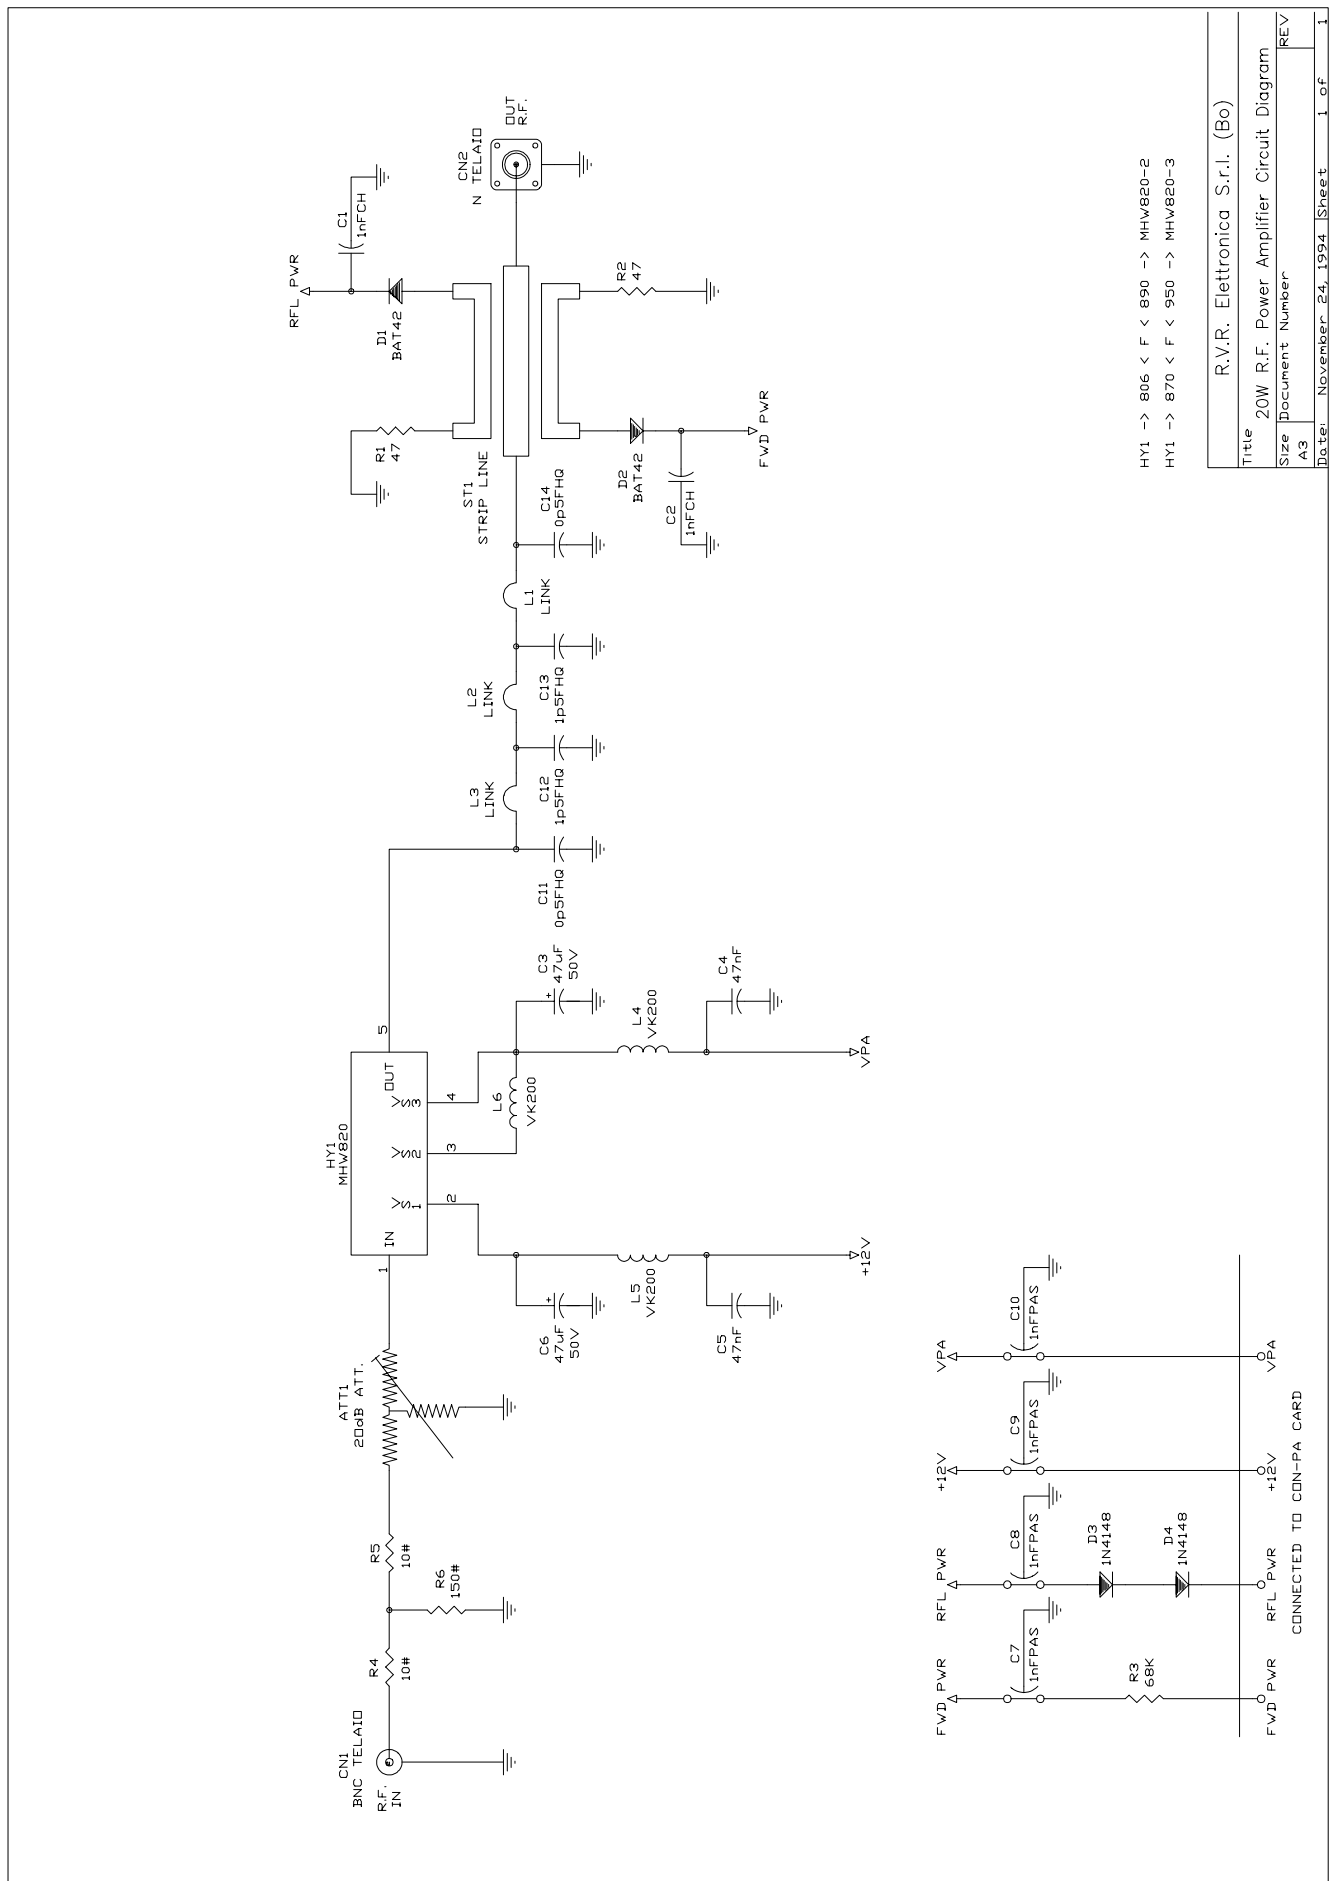 CN1
BNC TELAIO
R.F.
IN
R4
10#
R6
150#
R5
10#
ATT1
20dB ATT.
HY1
MHW820
1
IN
VS1
VS2
VS3
OUT
5
2
3
4
C6
47uF
50V
+
L5
VK200
C5
47nF
+12V
L6
VK200
C3
47uF
50V
+
L4
VK200
C4
47nF
VPA
C11
0p5FHQ
L3
LINK
C12
1p5FHQ
L2
LINK
C13
1p5FHQ
L1
LINK
C14
0p5FHQ
ST1
STRIP LINE
R1
47
D1
BAT42
RFL PWR
C1
1nFCH
D2
BAT42
C2
1nFCH
FWD PWR
R2
47
CN2
N TELAIO
OUT
R.F.
FWD PWR
C7
1nFPAS
R3
68K
FWD PWR
RFL PWR
C8
1nFPAS
D3
1N4148
D4
1N4148
RFL PWR
+12V
C9
1nFPAS
+12V
VPA
C10
1nFPAS
VPA
CONNECTED TO CON-PA CARD
HY1 -> 806 < F < 890 -> MHW820-2
HY1 -> 870 < F < 950 -> MHW820-3
R.V.R. Elettronica S.r.l. (Bo)
Title
20W R.F. Power Amplifier Circuit Diagram
Size Document Number REV
A3
Date: November 24, 1994 Sheet 1 of 1